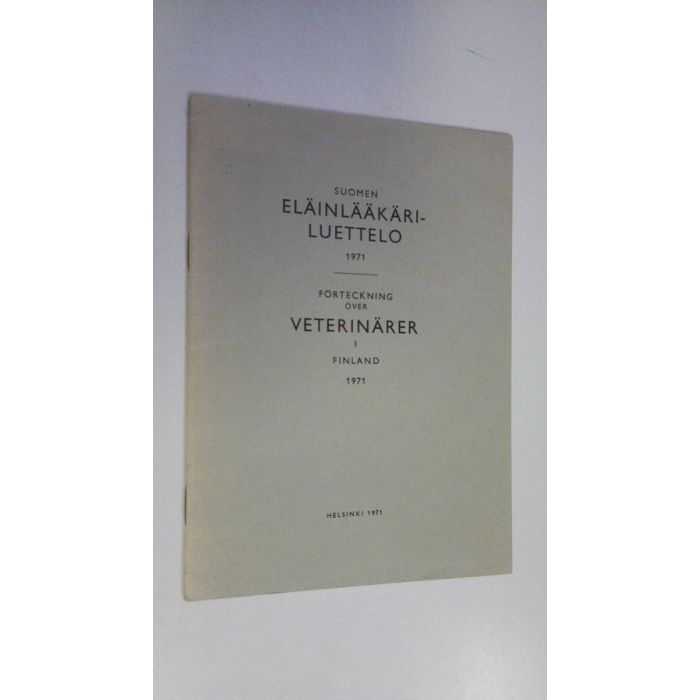 SUOMEN
ELÄINLÄÄKÄRI-
LUETTELO
1971
FÖRTECKNING
ÖVER
VETERINÄRER
I
FINLAND
1971
HELSINKI 1971